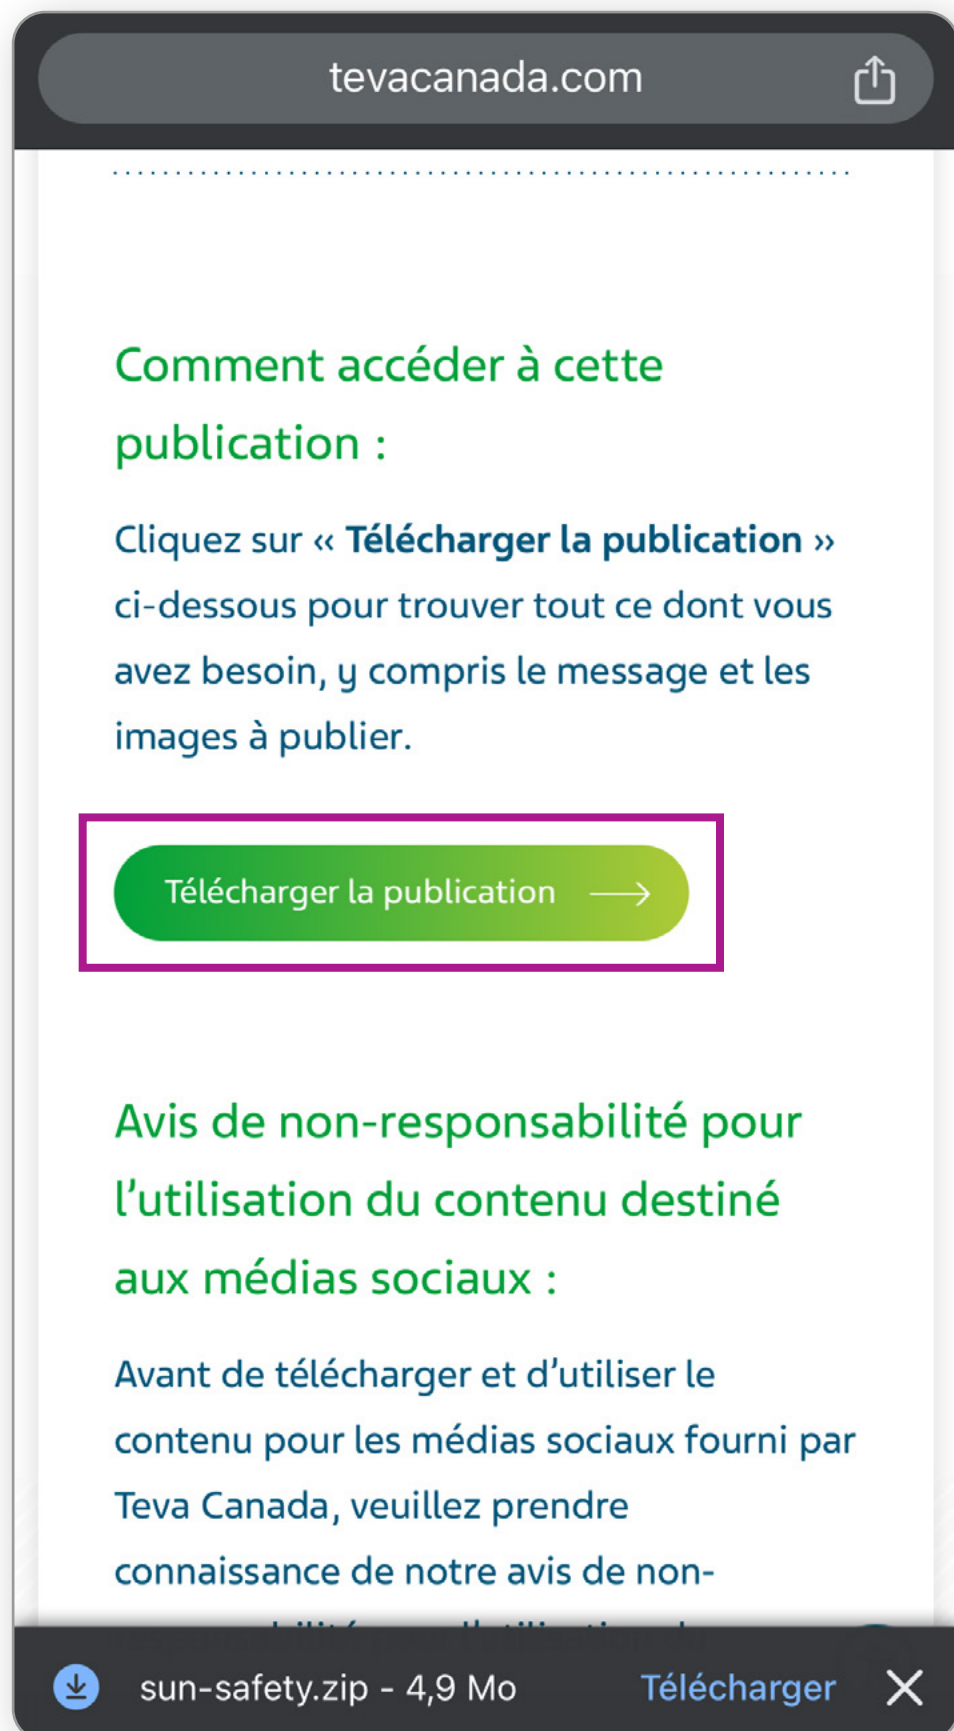 tevacanada.com
Comment accéder à cette
publication :
Cliquez sur « Télécharger la publication »
ci-dessous pour trouver tout ce dont vous
avez besoin, y compris le message et les
images à publier.
Télécharger la publication
Avis de non-responsabilité pour
l’utilisation du contenu destiné
aux médias sociaux :
Avant de télécharger et d’utiliser le
contenu pour les médias sociaux fourni par
Teva Canada, veuillez prendre
connaissance de notre avis de non-
sun-safety.zip - 4,9 Mo Télécharger